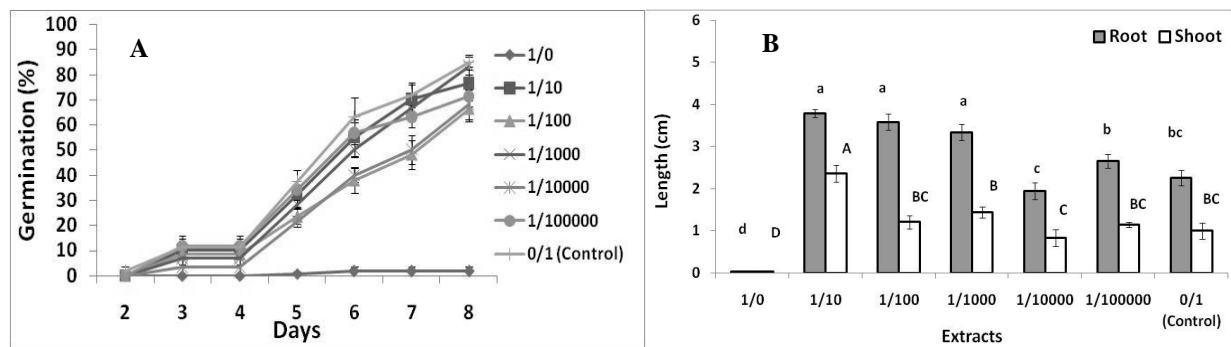 A
Germination (%)
100
90
80
70
60
50
40
30
20
10
0
2 3 4 5 6 7 8
Days
1/0
1/10
1/100
1/1000
1/10000
1/100000
0/1 (Control)
B
Root Shoot
Length (cm)
6
5
4
3
2
1
0
d D
a A
a BC
a B
c C
b BC
bc BC
1/0 1/10 1/100 1/1000 1/10000 1/100000 0/1
(Control)
Extracts